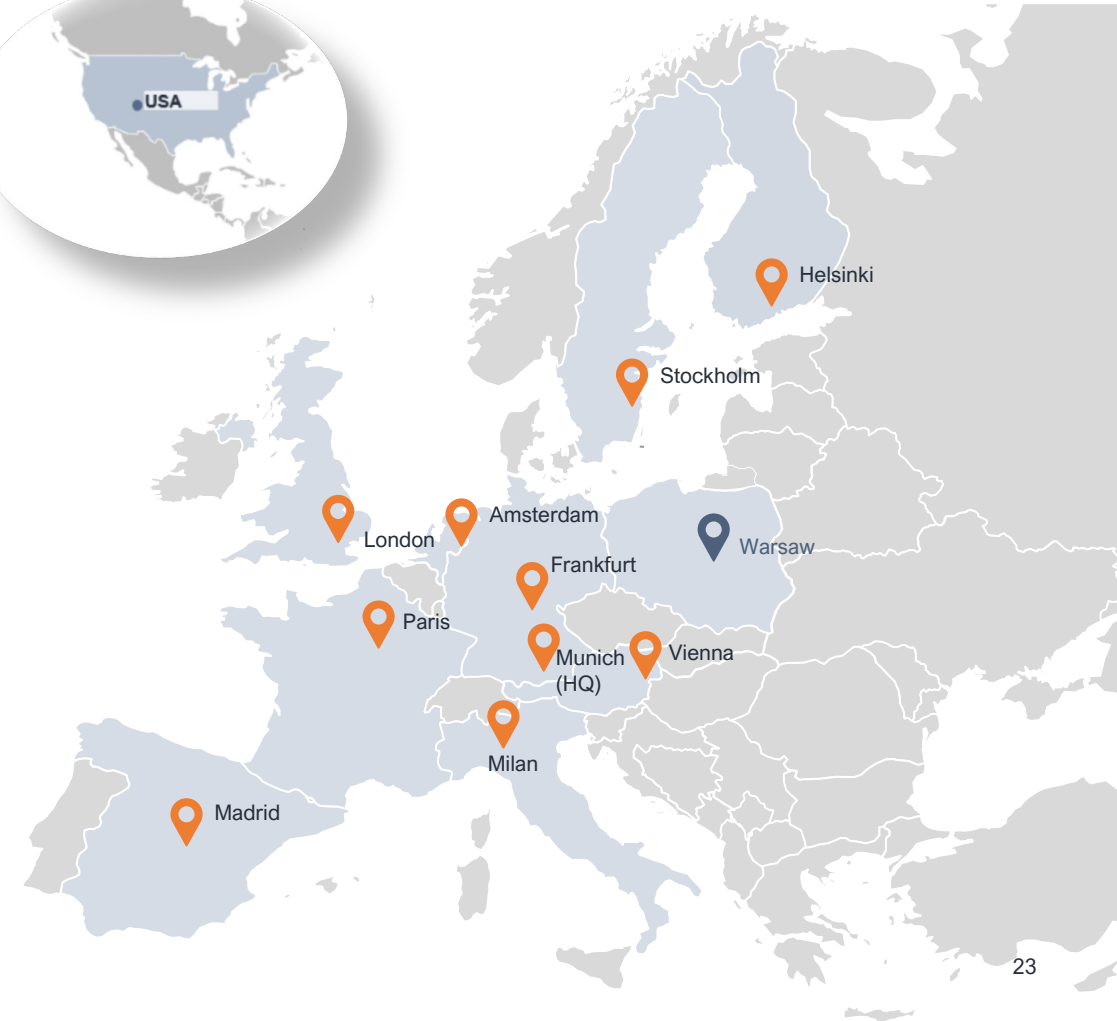 USA
Helsinki
Stockholm
Amsterdam
London
Warsaw
Frankfurt
Paris
Munich
(HQ)
Vienna
Milan
Madrid
23